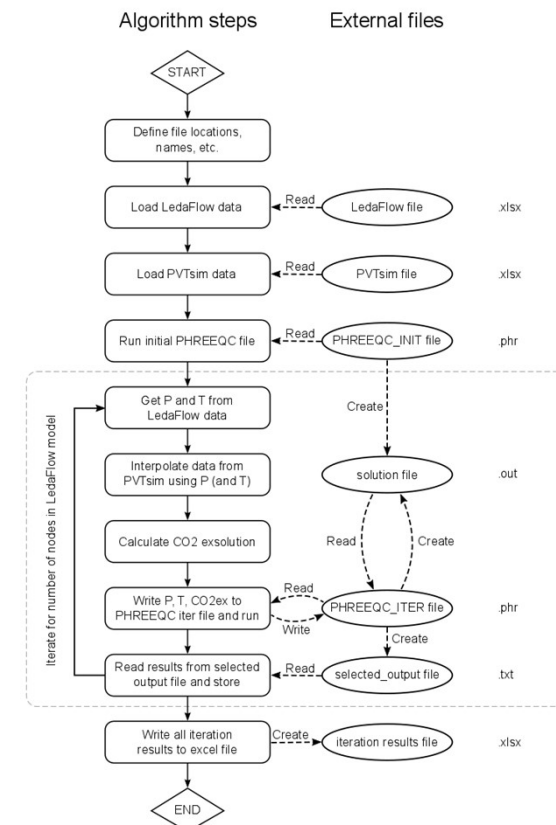 Algorithm steps External files
START
Define file locations,
names, etc.
Load LedaFlow data
Read
LedaFlow file
.xlsx
Load PVTsim data
Read
PVTsim file
.xlsx
Run initial PHREEQC file
Read
PHREEQC_INIT file
.phr
Iterate for number of nodes in LedaFlow model
Get P and T from
LedaFlow data
Create
Interpolate data from
PVTsim using P (and T)
solution file
.out
Calculate CO2 exsolution
Read
Create
Write P, T, CO2ex to
PHREEQC iter file and run
Read
Write
PHREEQC_ITER file
.phr
Create
Read results from selected
output file and store
Read
selected_output file
.txt
Write all iteration
results to excel file
Create
iteration results file
.xlsx
END